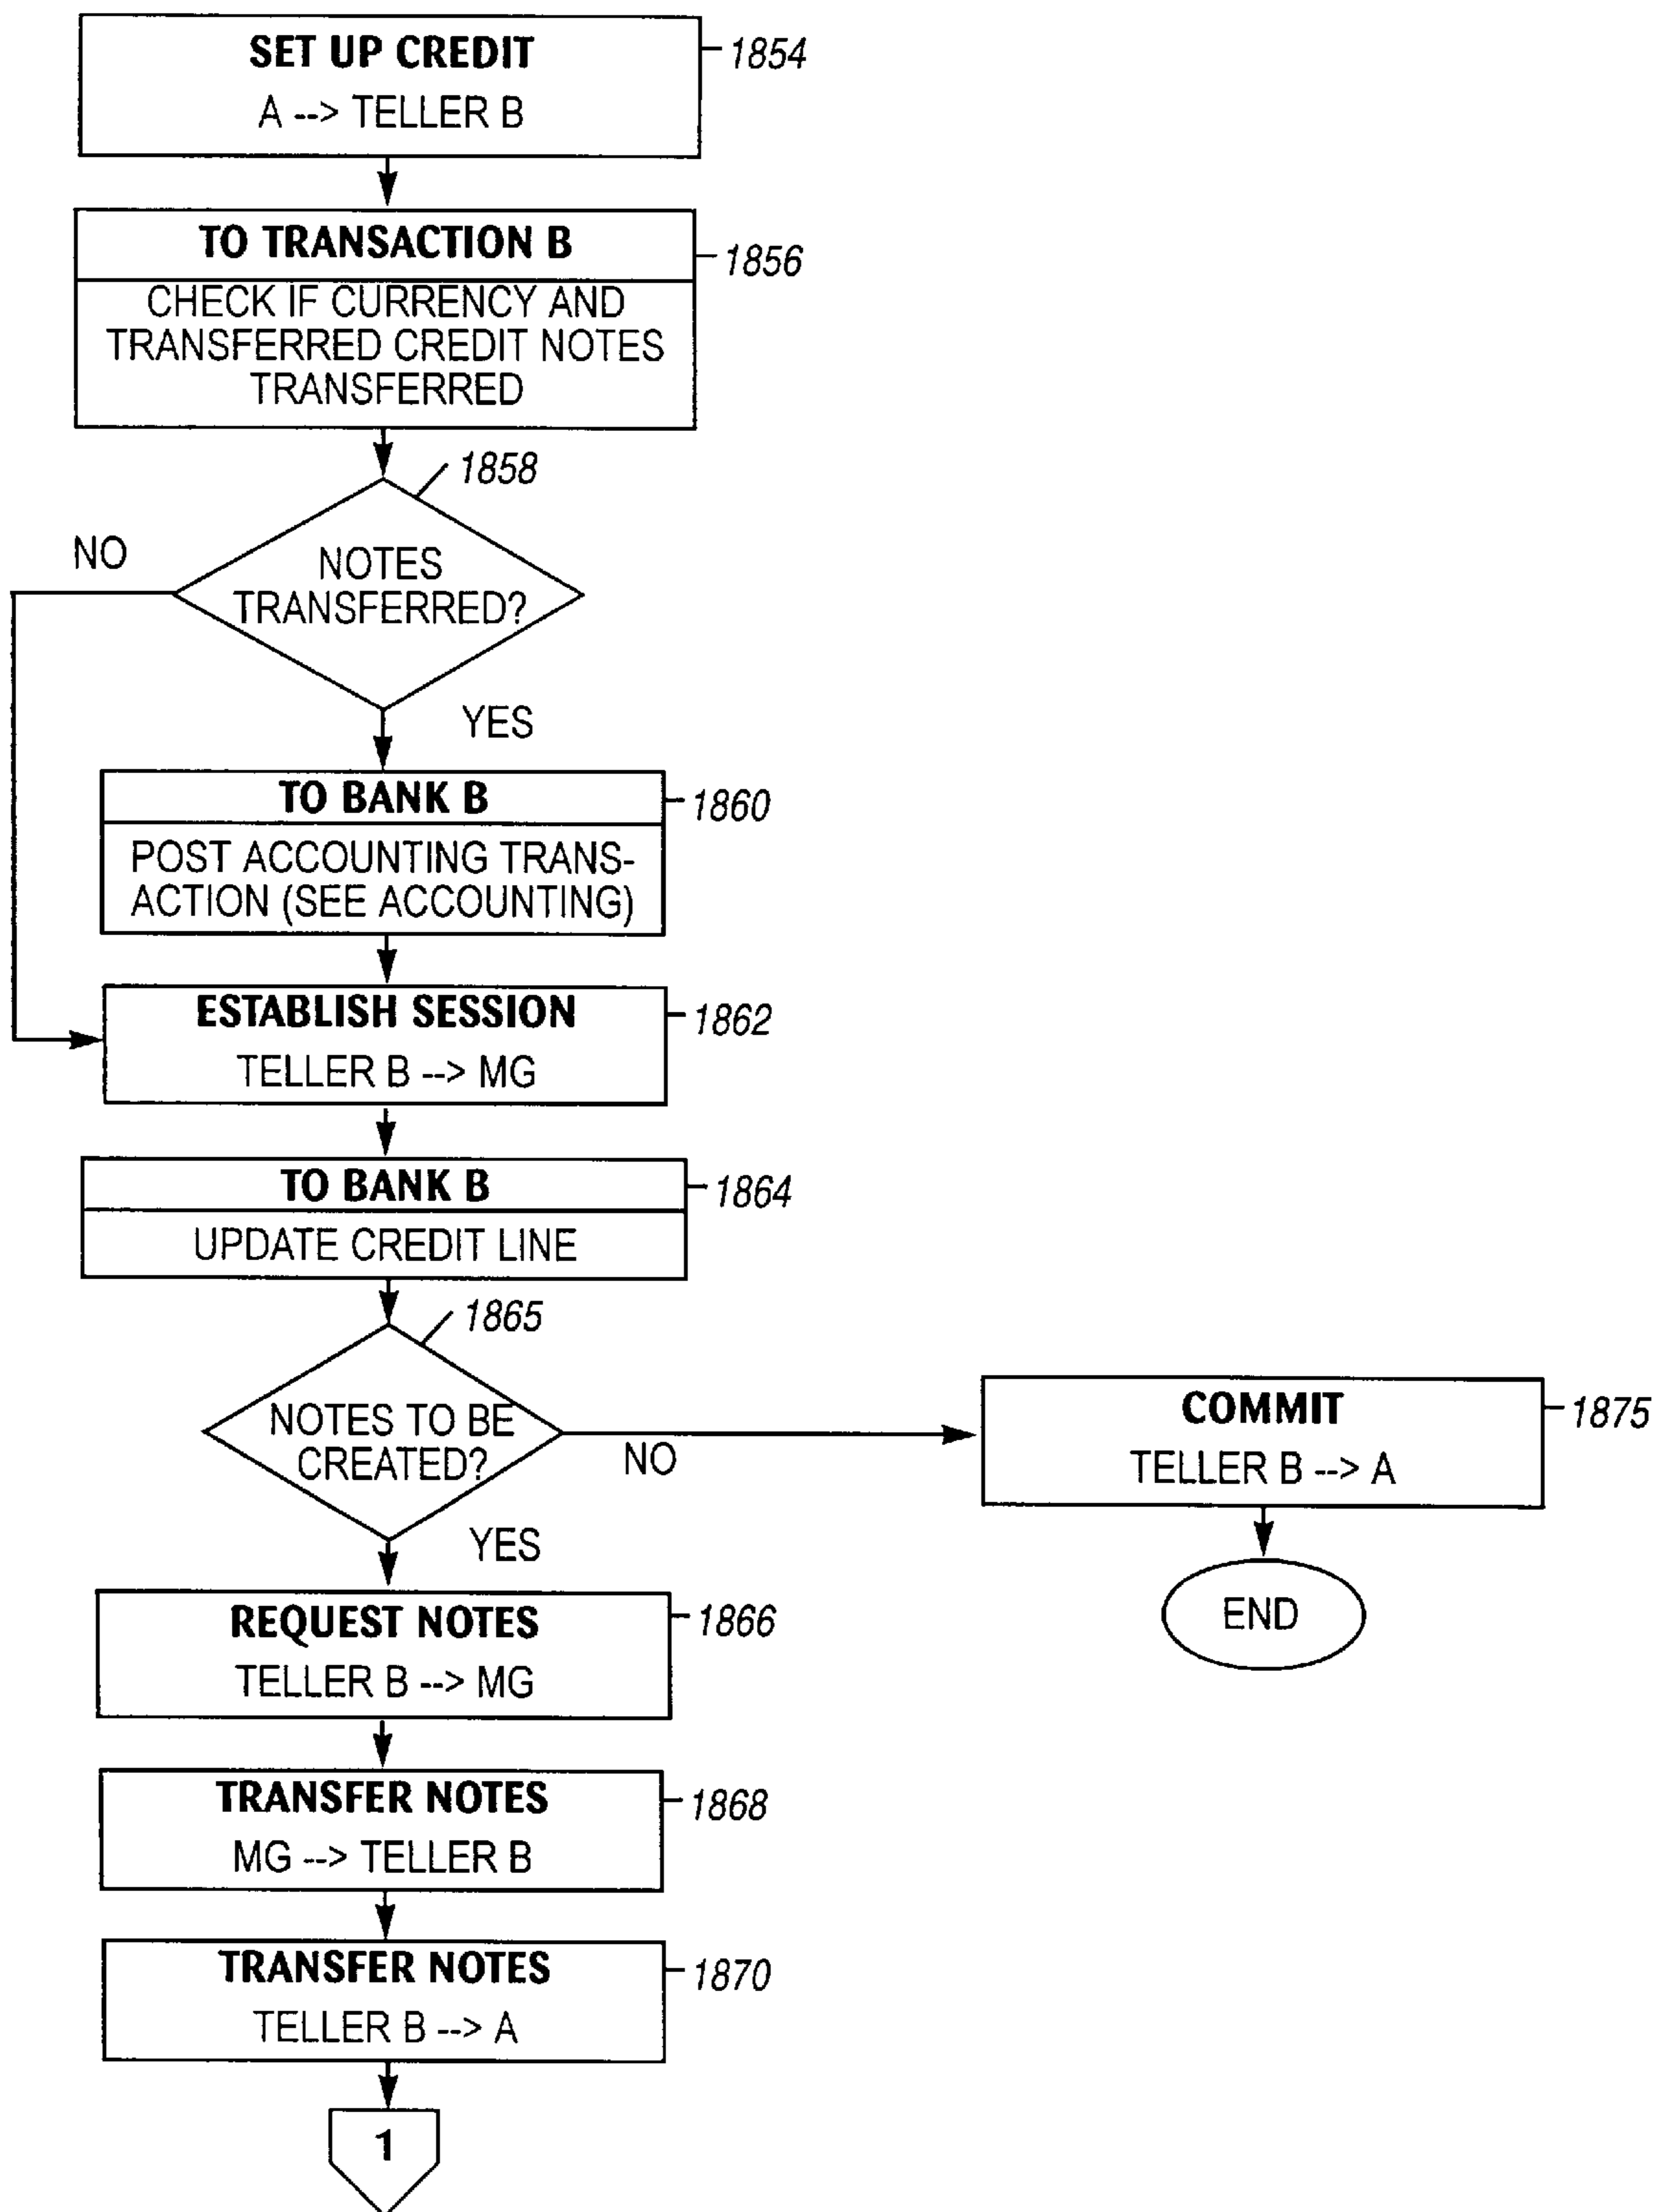 SET UP CREDIT
A --> TELLER B
1854
TO TRANSACTION B
1856
CHECK IF CURRENCY AND
TRANSFERRED CREDIT NOTES
TRANSFERRED
1858
NO
NOTES
TRANSFERRED?
YES
TO BANK B
1860
POST ACCOUNTING TRANS-
ACTION (SEE ACCOUNTING)
ESTABLISH SESSION
1862
TELLER B --> MG
TO BANK B
1864
UPDATE CREDIT LINE
1865
NOTES TO BE
CREATED?
NO
COMMIT
1875
TELLER B --> A
END
YES
REQUEST NOTES
1866
TELLER B --> MG
TRANSFER NOTES
1868
MG --> TELLER B
TRANSFER NOTES
1870
TELLER B --> A
1